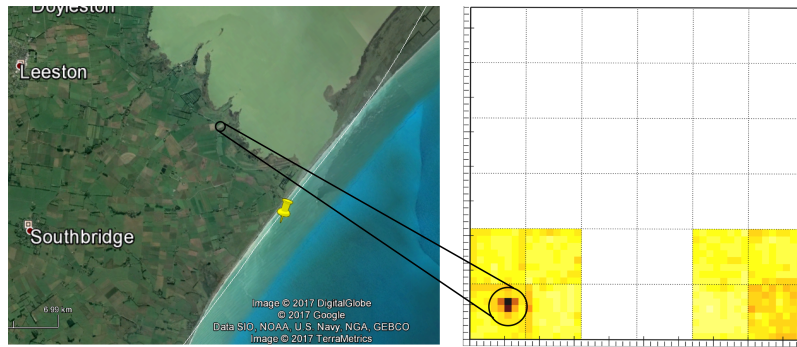 Doyleston
Leeston
Southbridge
6.99 km
Image © 2017 DigitalGlobe
© 2017 Google
Data SIO, NOAA, U.S. Navy, NGA, GEBCO
Image © 2017 TerraMetrics